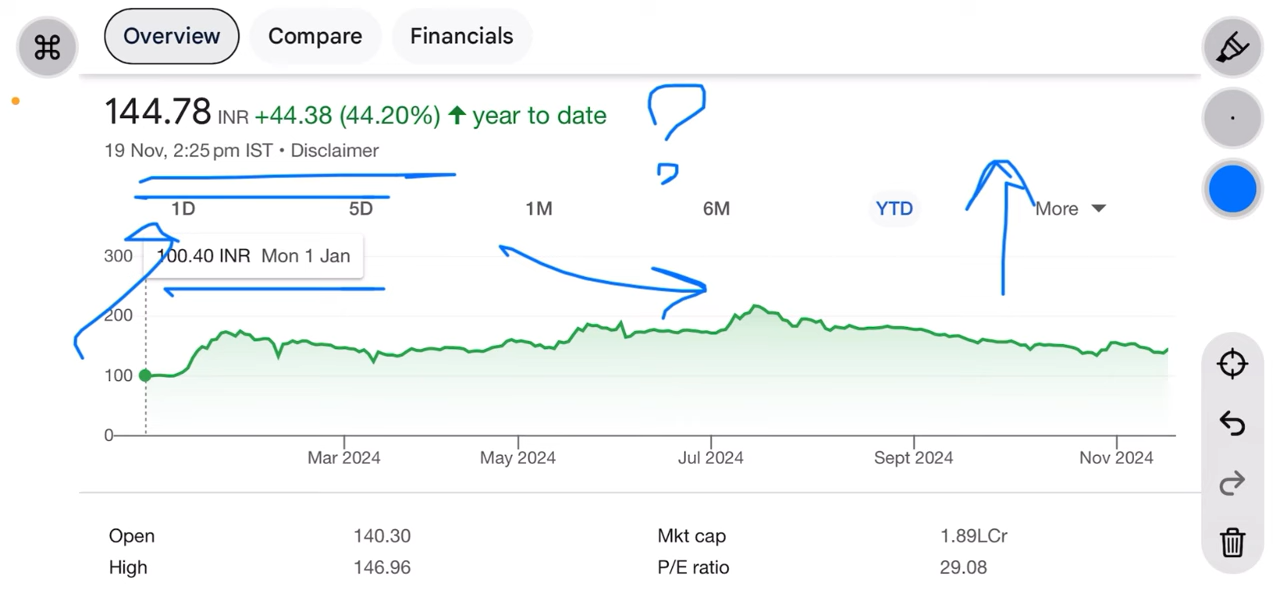 Overview Compare Financials
144.78 INR +44.38 (44.20%) ↑ year to date
19 Nov, 2:25 pm IST • Disclaimer
1D 5D 1M 6M YTD More
100.40 INR Mon 1 Jan
300
200
100
0
Mar 2024 May 2024 Jul 2024 Sept 2024 Nov 2024
Open 140.30 Mkt cap 1.89LCr
High 146.96 P/E ratio 29.08